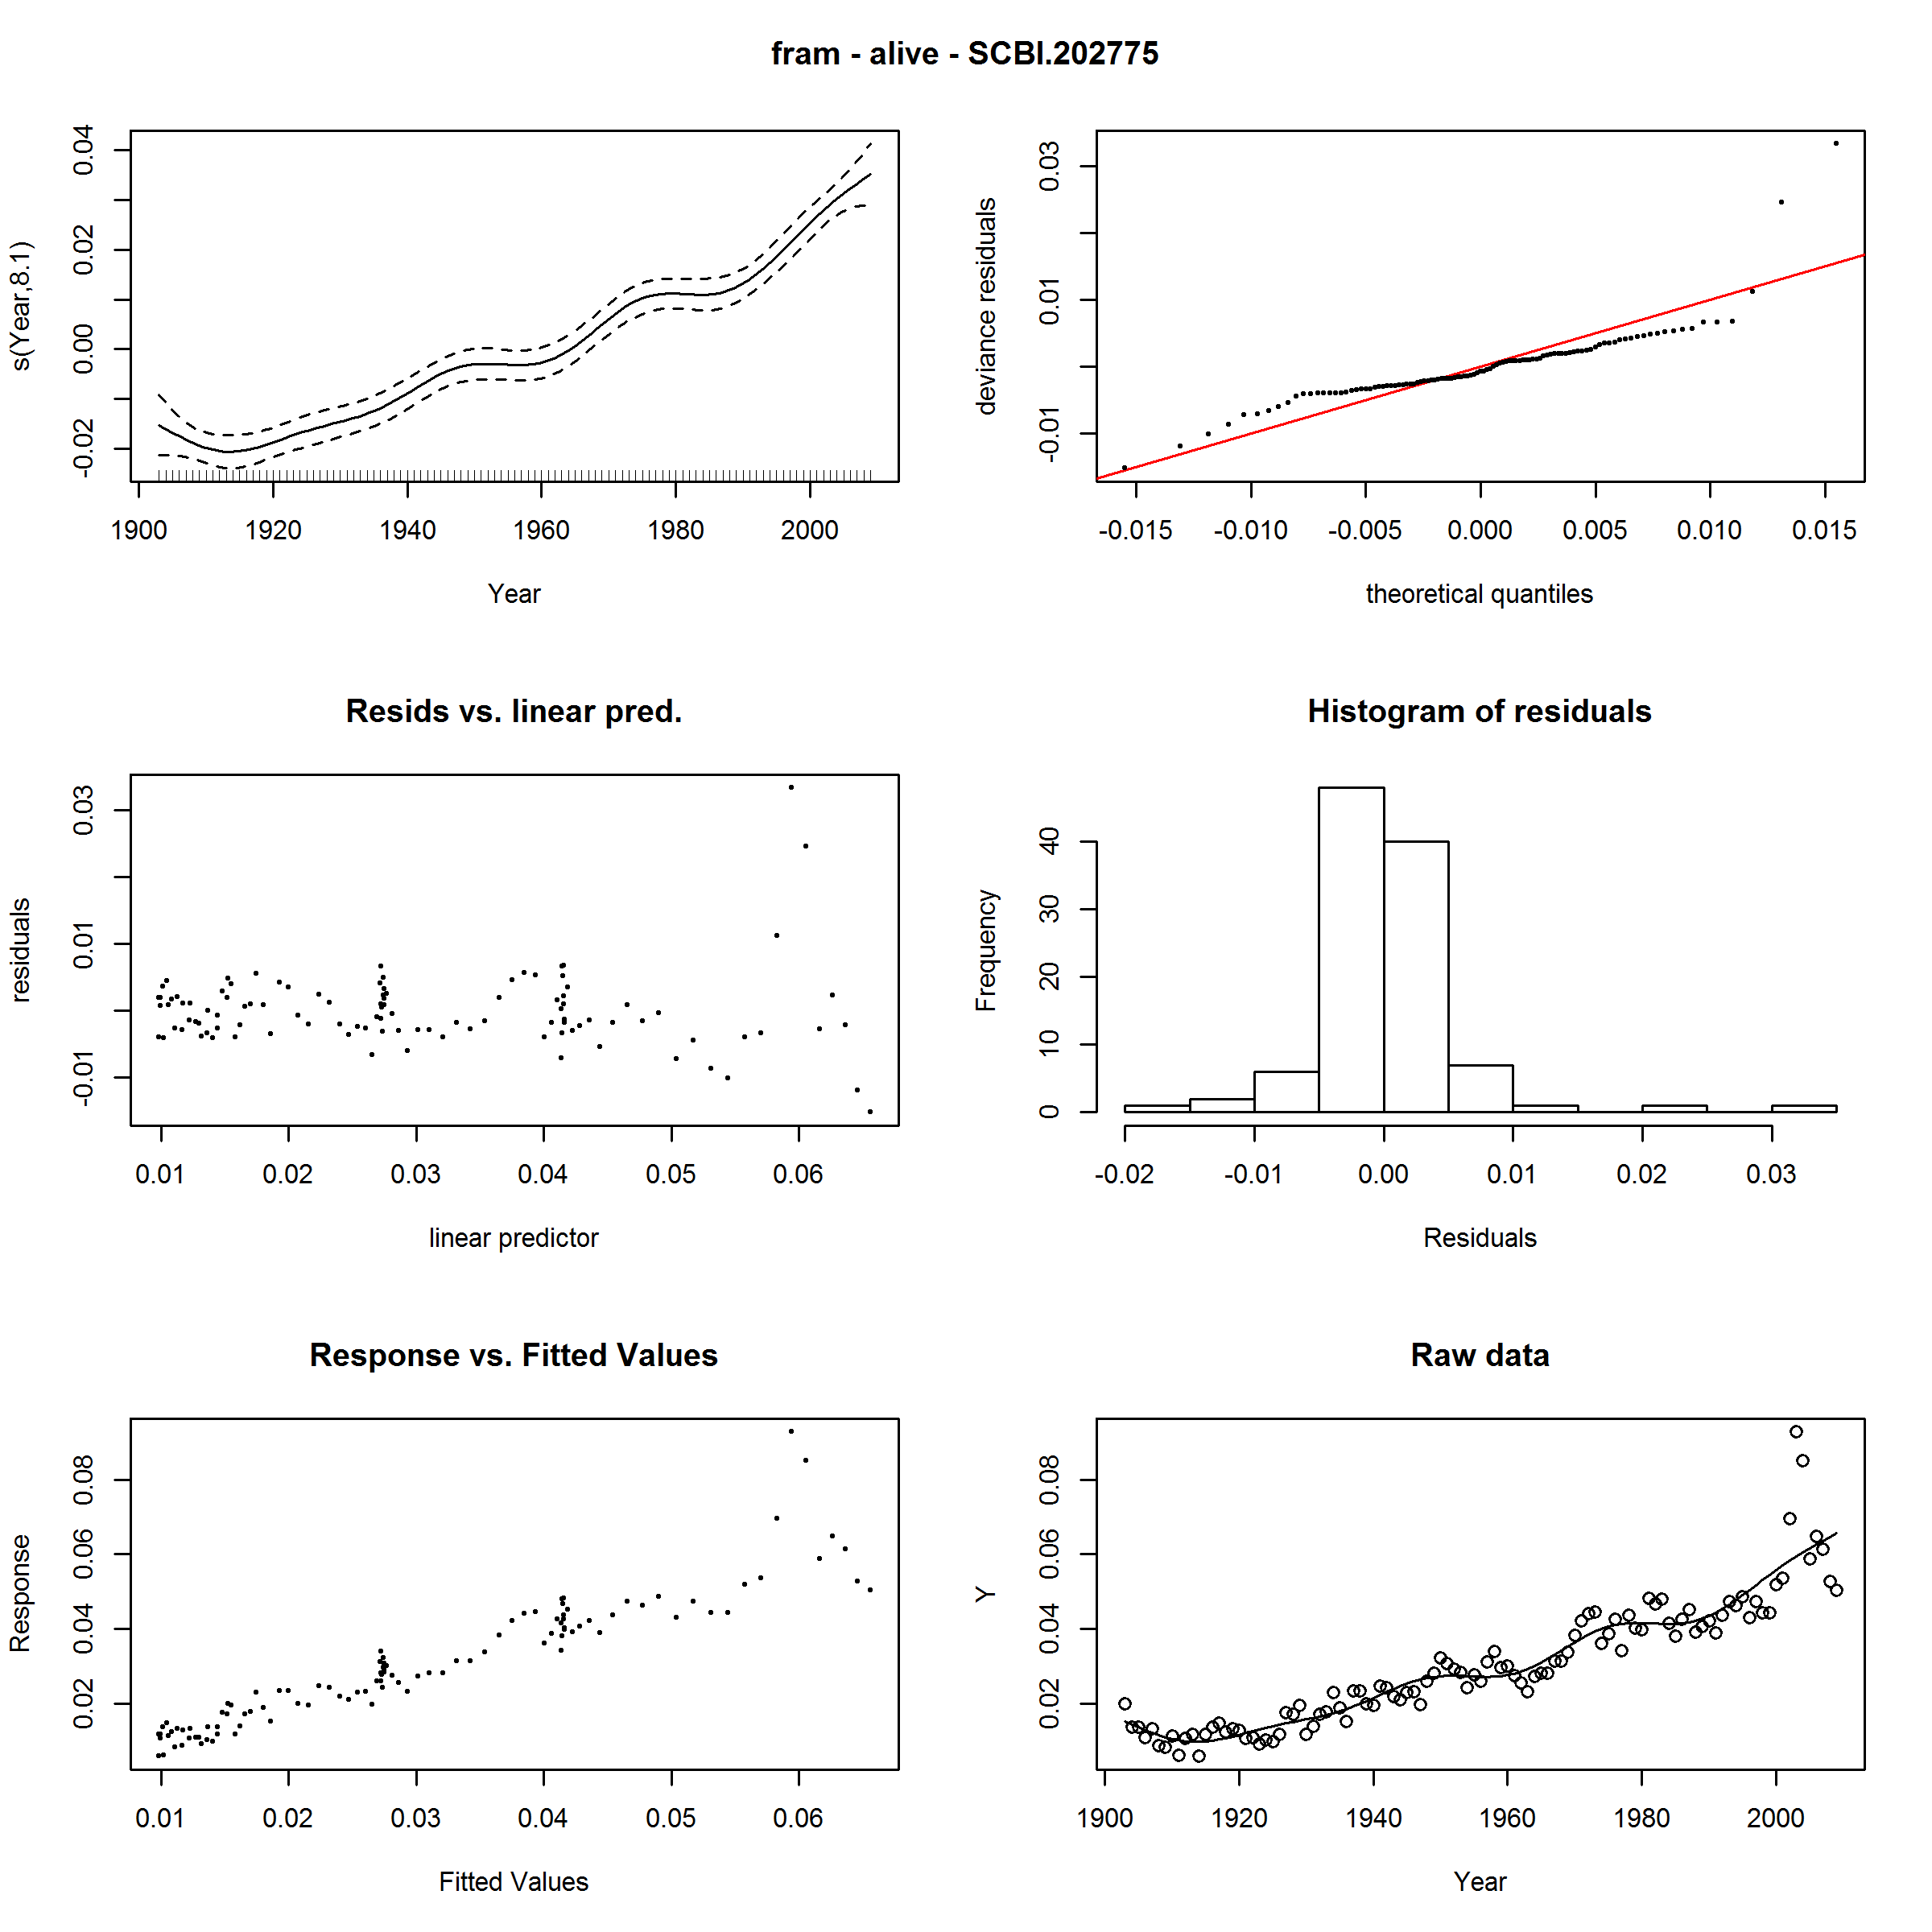 fram - alive - SCBI.202775
s(Year,8.1)
-0.02 0.00 0.02 0.04
1900 1920 1940 1960 1980 2000
Year
deviance residuals
-0.01 0.01 0.03
-0.015 -0.010 -0.005 0.000 0.005 0.010 0.015
theoretical quantiles
Resids vs. linear pred.
residuals
-0.01 0.01 0.03
0.01 0.02 0.03 0.04 0.05 0.06
linear predictor
Histogram of residuals
Frequency
0 10 20 30 40
-0.02 -0.01 0.00 0.01 0.02 0.03
Residuals
Response vs. Fitted Values
Response
0.02 0.04 0.06 0.08
0.01 0.02 0.03 0.04 0.05 0.06
Fitted Values
Raw data
Y
0.02 0.04 0.06 0.08
1900 1920 1940 1960 1980 2000
Year